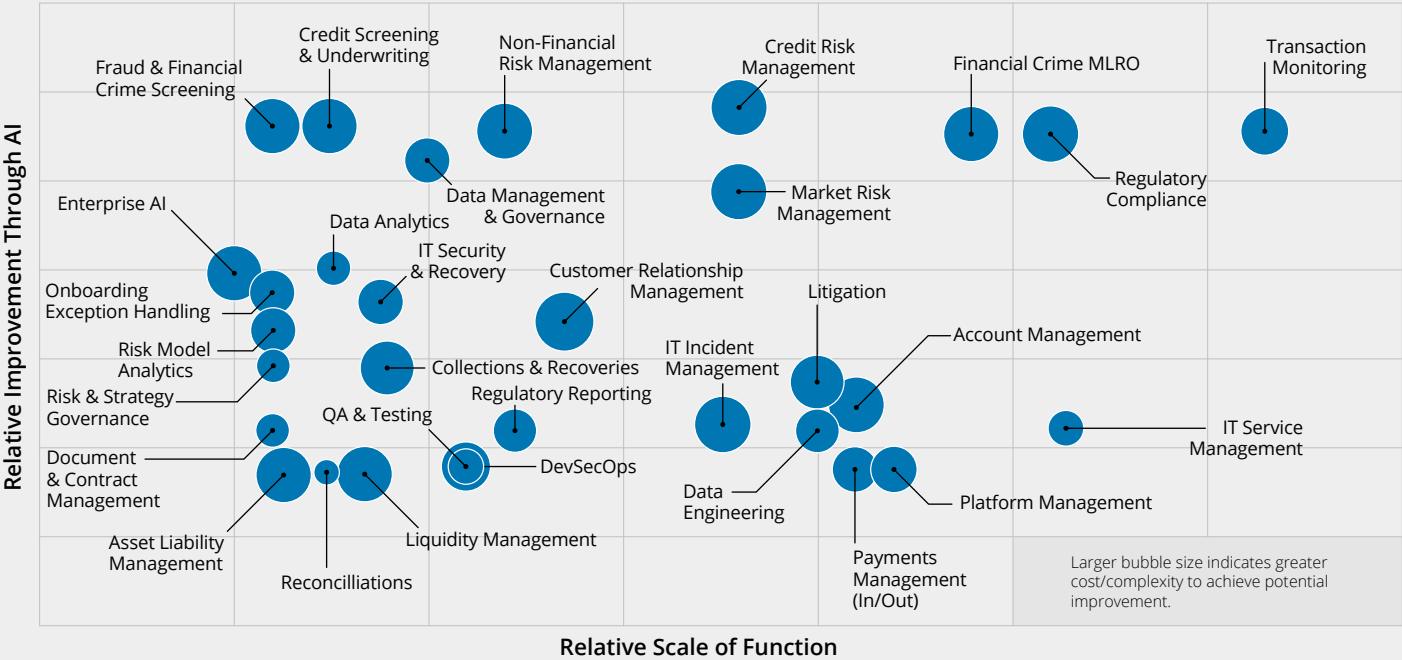 Credit Screening
& Underwriting
Non-Financial
Risk Management
Credit Risk
Management
Financial Crime MLRO
Transaction
Monitoring
Fraud & Financial
Crime Screening
Data Management
& Governance
Market Risk
Management
Regulatory
Compliance
Enterprise AI
Data Analytics
IT Security
& Recovery
Customer Relationship
Management
Litigation
Onboarding
Exception Handling
Account Management
IT Incident
Management
Risk Model
Analytics
Collections & Recoveries
Regulatory Reporting
Risk & Strategy
Governance
QA & Testing
IT Service
Management
Document
& Contract
Management
DevSecOps
Data
Engineering
Platform Management
Asset Liability
Management
Liquidity Management
Reconcilliations
Payments
Management
(In/Out)
Larger bubble size indicates greater
cost/complexity to achieve potential
improvement.
Relative Improvement Through AI
Relative Scale of Function